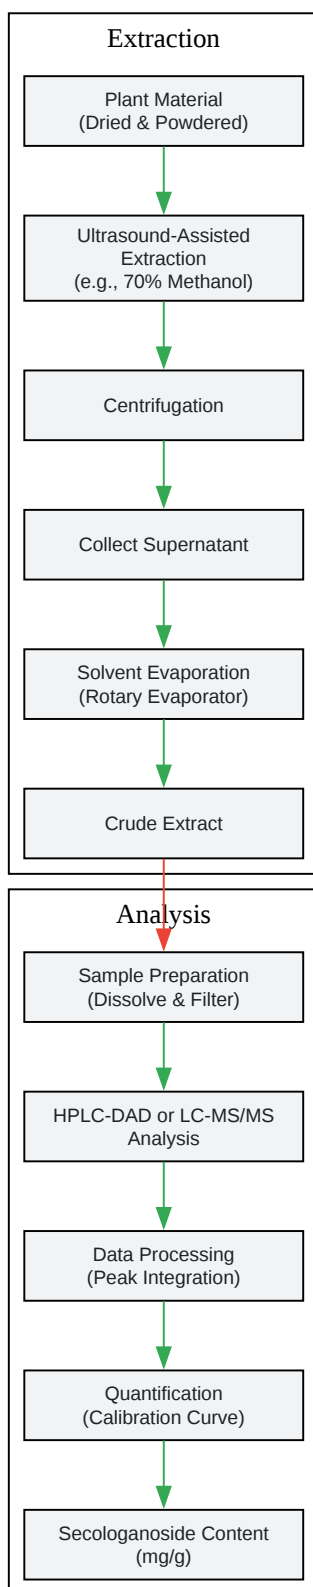 Extraction
Plant Material
(Dried & Powdered)
Ultrasound-Assisted
Extraction
(e.g., 70% Methanol)
Centrifugation
Collect Supernatant
Solvent Evaporation
(Rotary Evaporator)
Crude Extract
Analysis
Sample Preparation
(Dissolve & Filter)
HPLC-DAD or LC-MS/MS
Analysis
Data Processing
(Peak Integration)
Quantification
(Calibration Curve)
Secologanoside Content
(mg/g)